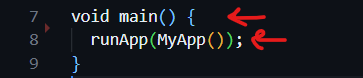 7 void main() {
8   runApp(MyApp());
9 }